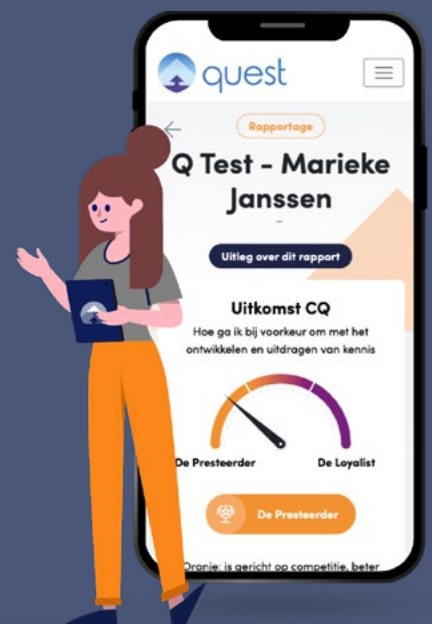 quest
Rapportage
Q Test - Marieke
Janssen
–
Uitleg over dit rapport
Uitkomst CQ
Hoe ga ik bij voorkeur om met het
ontwikkelen en uitdragen van kennis
De Presteerder De Loyalist
De Presteerder
Oranje: is gericht op competitie, beter